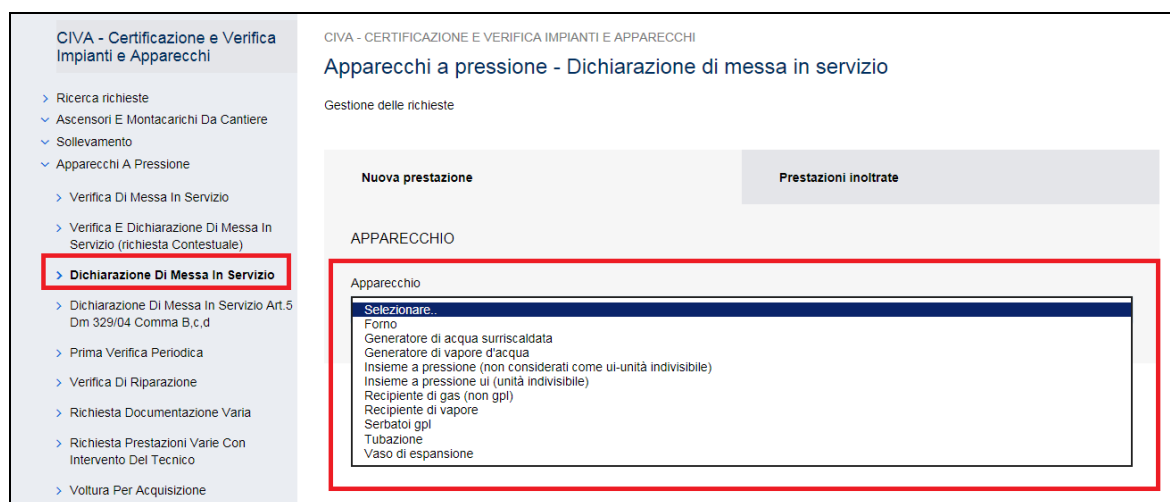 CIVA - Certificazione e Verifica
Impianti e Apparecchi
> Ricerca richieste
Ascensori E Montacarichi Da Cantiere
Sollevamento
Apparecchi A Pressione
> Verifica Di Messa In Servizio
> Verifica E Dichiarazione Di Messa In
Servizio (richiesta Contestuale)
> Dichiarazione Di Messa In Servizio
> Dichiarazione Di Messa In Servizio Art.5
Dm 329/04 Comma B,c,d
> Prima Verifica Periodica
> Verifica Di Riparazione
> Richiesta Documentazione Varia
> Richiesta Prestazioni Varie Con
Intervento Del Tecnico
> Voltura Per Acquisizione
CIVA - CERTIFICAZIONE E VERIFICA IMPIANTI E APPARECCHI
Apparecchi a pressione - Dichiarazione di messa in servizio
Gestione delle richieste
Nuova prestazione
Prestazioni inoltrate
APPARECCHIO
Apparecchio
Selezionare..
Forno
Generatore di acqua surriscaldata
Generatore di vapore d'acqua
Insieme a pressione (non considerati come ui-unità indivisibile)
Insieme a pressione ui (unità indivisibile)
Recipiente di gas (non gpl)
Recipiente di vapore
Serbatoi gpl
Tubazione
Vaso di espansione